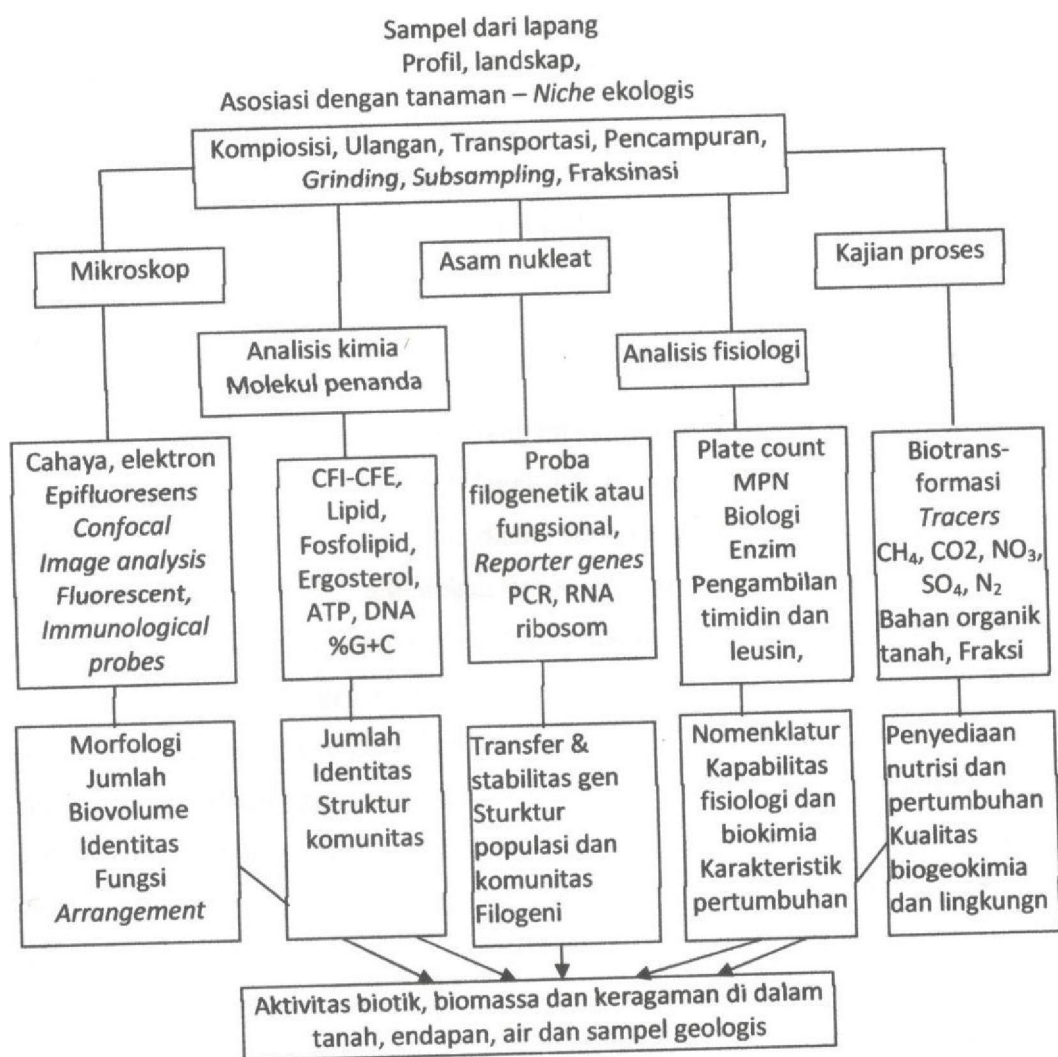 Sampel dari lapang
Profil, landskap,
Asosiasi dengan tanaman – Niche ekologis
Kompiosisi, Ulangan, Transportasi, Pencampuran,
Grinding, Subsampling, Fraksinasi
Mikroskop
Asam nukleat
Kajian proses
Analisis kimia
Molekul penanda
Analisis fisiologi
Cahaya, elektron
Epifluoresens
Confocal
Image analysis
Fluorescent,
Immunological
probes
CFI-CFE,
Lipid,
Fosfolipid,
Ergosterol,
ATP, DNA
%G+C
Proba
filogenetik atau
fungsional,
Reporter genes
PCR, RNA
ribosom
Plate count
MPN
Biologi
Enzim
Pengambilan
timidin dan
leusin,
Biotrans-
formasi
Tracers
CH₄, CO2, NO₃,
SO₄, N₂
Bahan organik
tanah, Fraksi
Morfologi
Jumlah
Biovolume
Identitas
Fungsi
Arrangement
Jumlah
Identitas
Struktur
komunitas
Transfer &
stabilitas gen
Sturktur
populasi dan
komunitas
Filogeni
Nomenklatur
Kapabilitas
fisiologi dan
biokimia
Karakteristik
pertumbuhan
Penyediaan
nutrisi dan
pertumbuhan
Kualitas
biogeokimia
dan lingkungn
Aktivitas biotik, biomassa dan keragaman di dalam
tanah, endapan, air dan sampel geologis